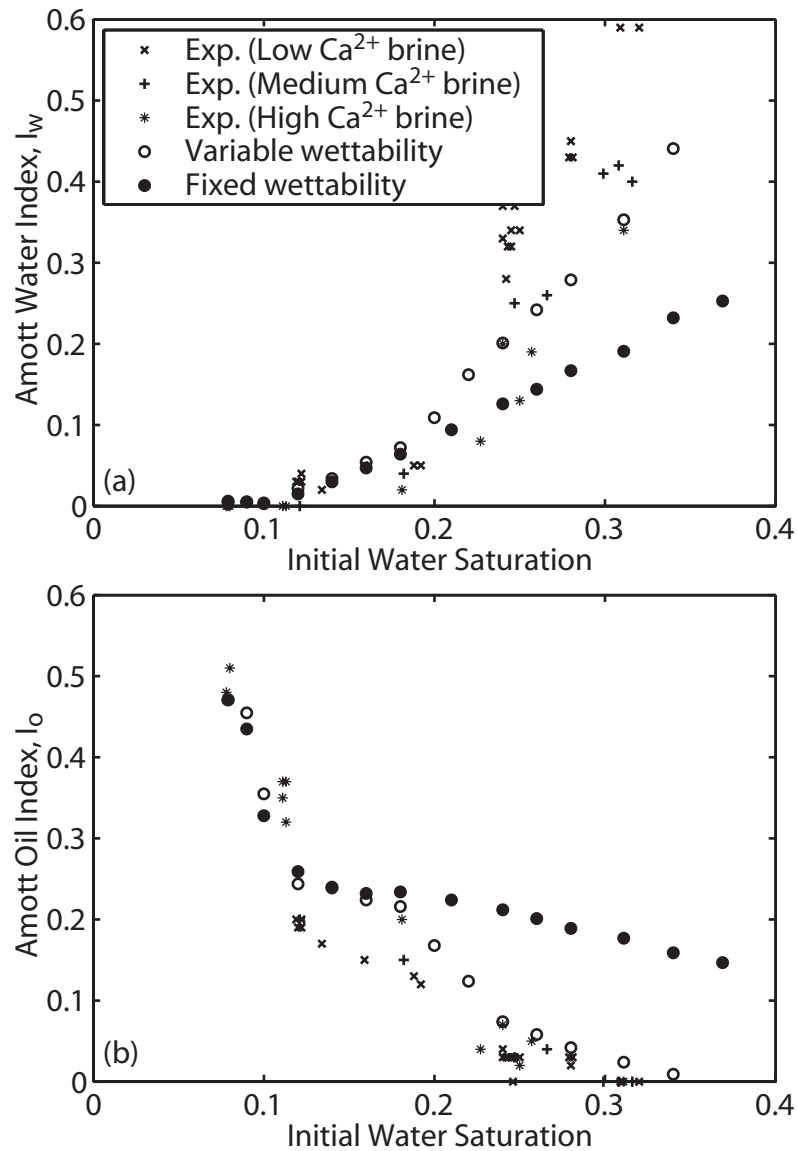 0.6
0.5
0.4
0.3
0.2
0.1
0
Amott Water Index, I_W
Exp. (Low Ca²⁺ brine)
Exp. (Medium Ca²⁺ brine)
Exp. (High Ca²⁺ brine)
Variable wettability
Fixed wettability
(a)
0 0.1 0.2 0.3 0.4
Initial Water Saturation
0.6
0.5
0.4
0.3
0.2
0.1
0
Amott Oil Index, I_O
(b)
0 0.1 0.2 0.3 0.4
Initial Water Saturation